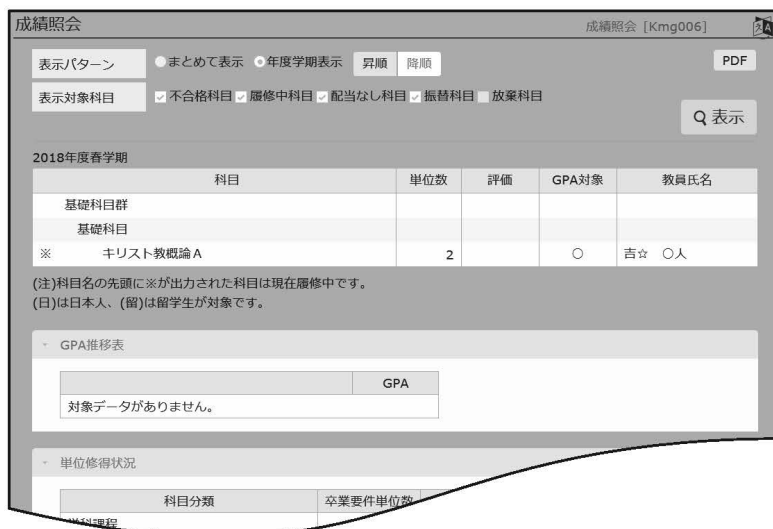 成績照会
成績照会 [Kmg006]
表示パターン まとめて表示 年度学期表示 昇順 降順 PDF
表示対象科目 不合格科目 履修中科目 配当なし科目 振替科目 放棄科目
表示
2018年度春学期
科目 単位数 評価 GPA対象 教員氏名
基礎科目群
基礎科目
※ キリスト教概論A 2 ○ 吉☆ ○人
(注)科目名の先頭に※が出力された科目は現在履修中です。
(日)は日本人、(留)は留学生が対象です。
GPA推移表
GPA
対象データがありません。
単位修得状況
科目分類 卒業要件単位数
学科課程